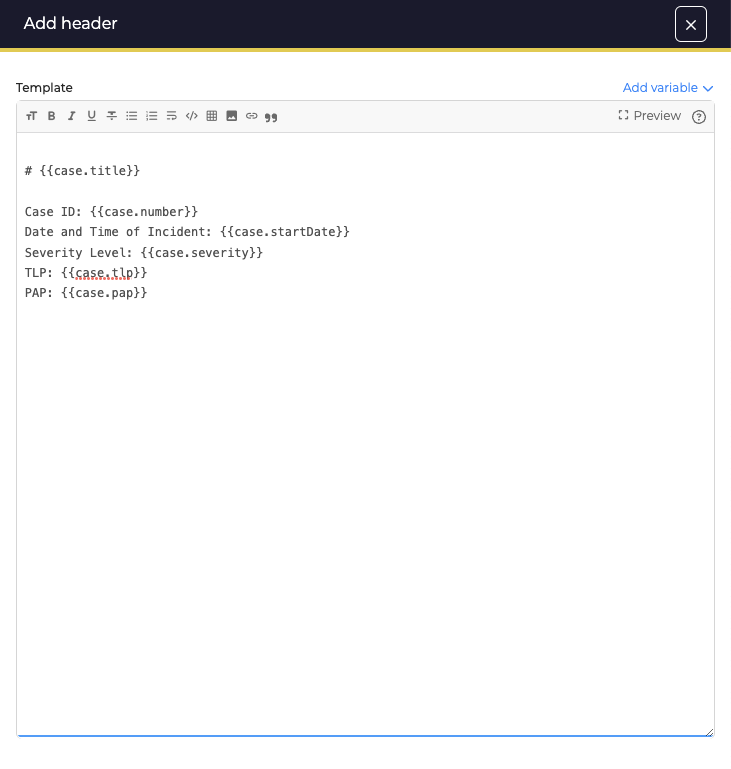 Add header
Template
Add variable
Preview
# {{case.title}}
Case ID: {{case.number}}
Date and Time of Incident: {{case.startDate}}
Severity Level: {{case.severity}}
TLP: {{case.tlp}}
PAP: {{case.pap}}